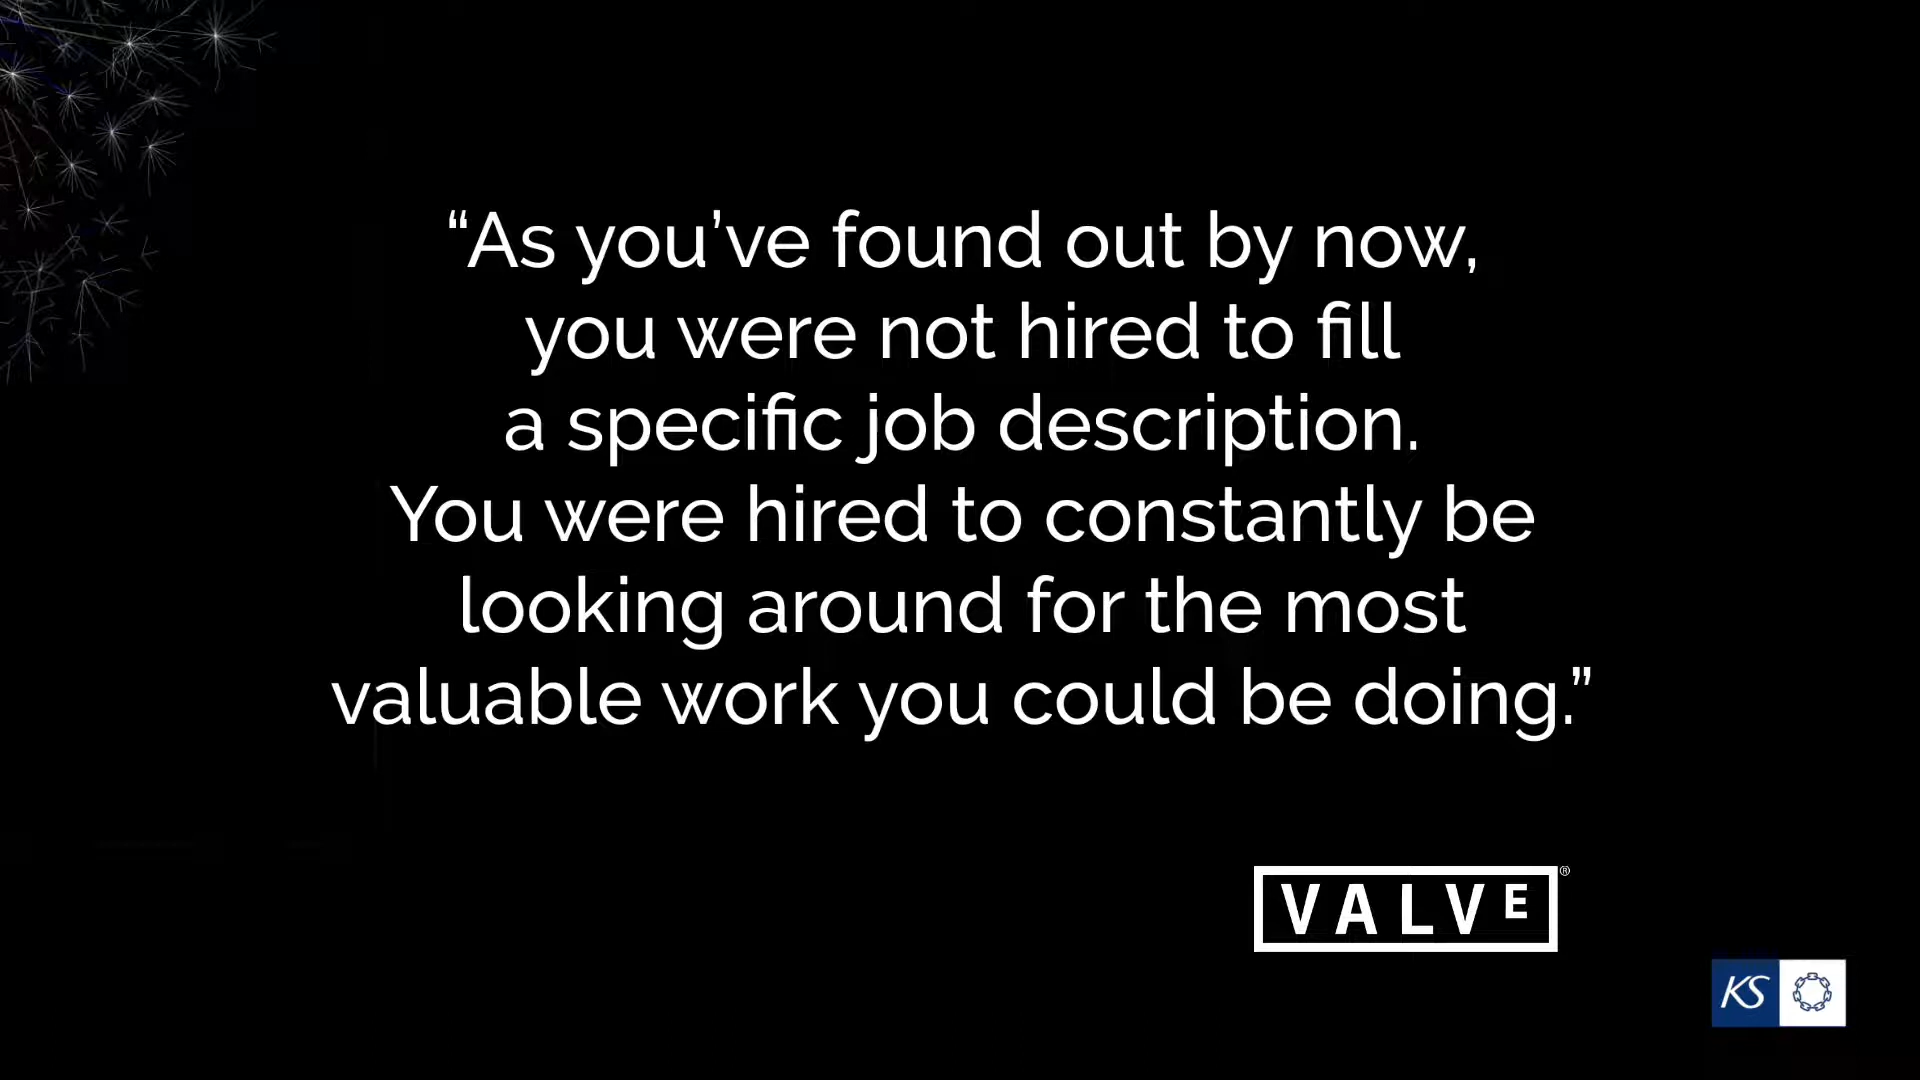 “As you’ve found out by now,
you were not hired to fill
a specific job description.
You were hired to constantly be
looking around for the most
valuable work you could be doing.”
VALVE®
KS